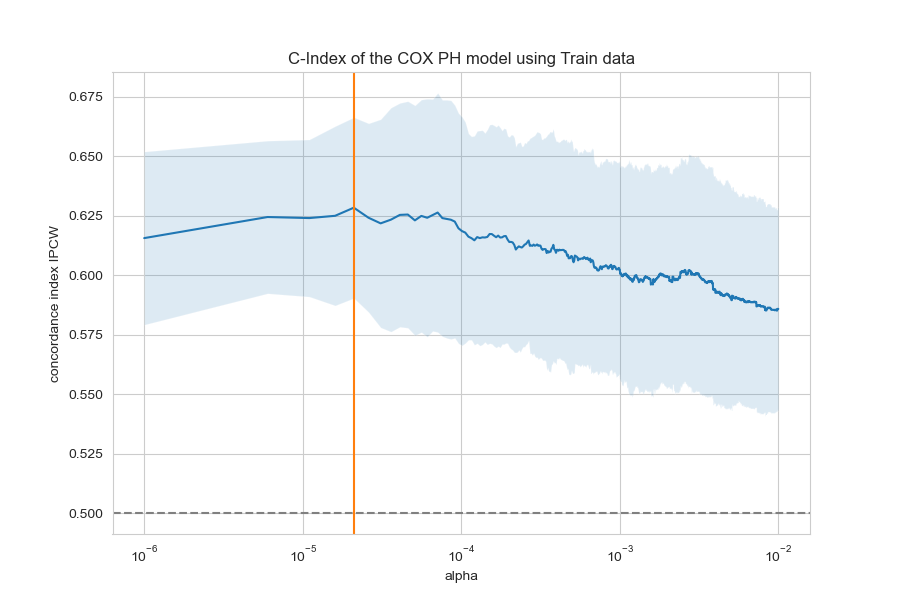 C-Index of the COX PH model using Train data
concordance index IPCW
0.675
0.650
0.625
0.600
0.575
0.550
0.525
0.500
10⁻⁶ 10⁻⁵ 10⁻⁴ 10⁻³ 10⁻²
alpha